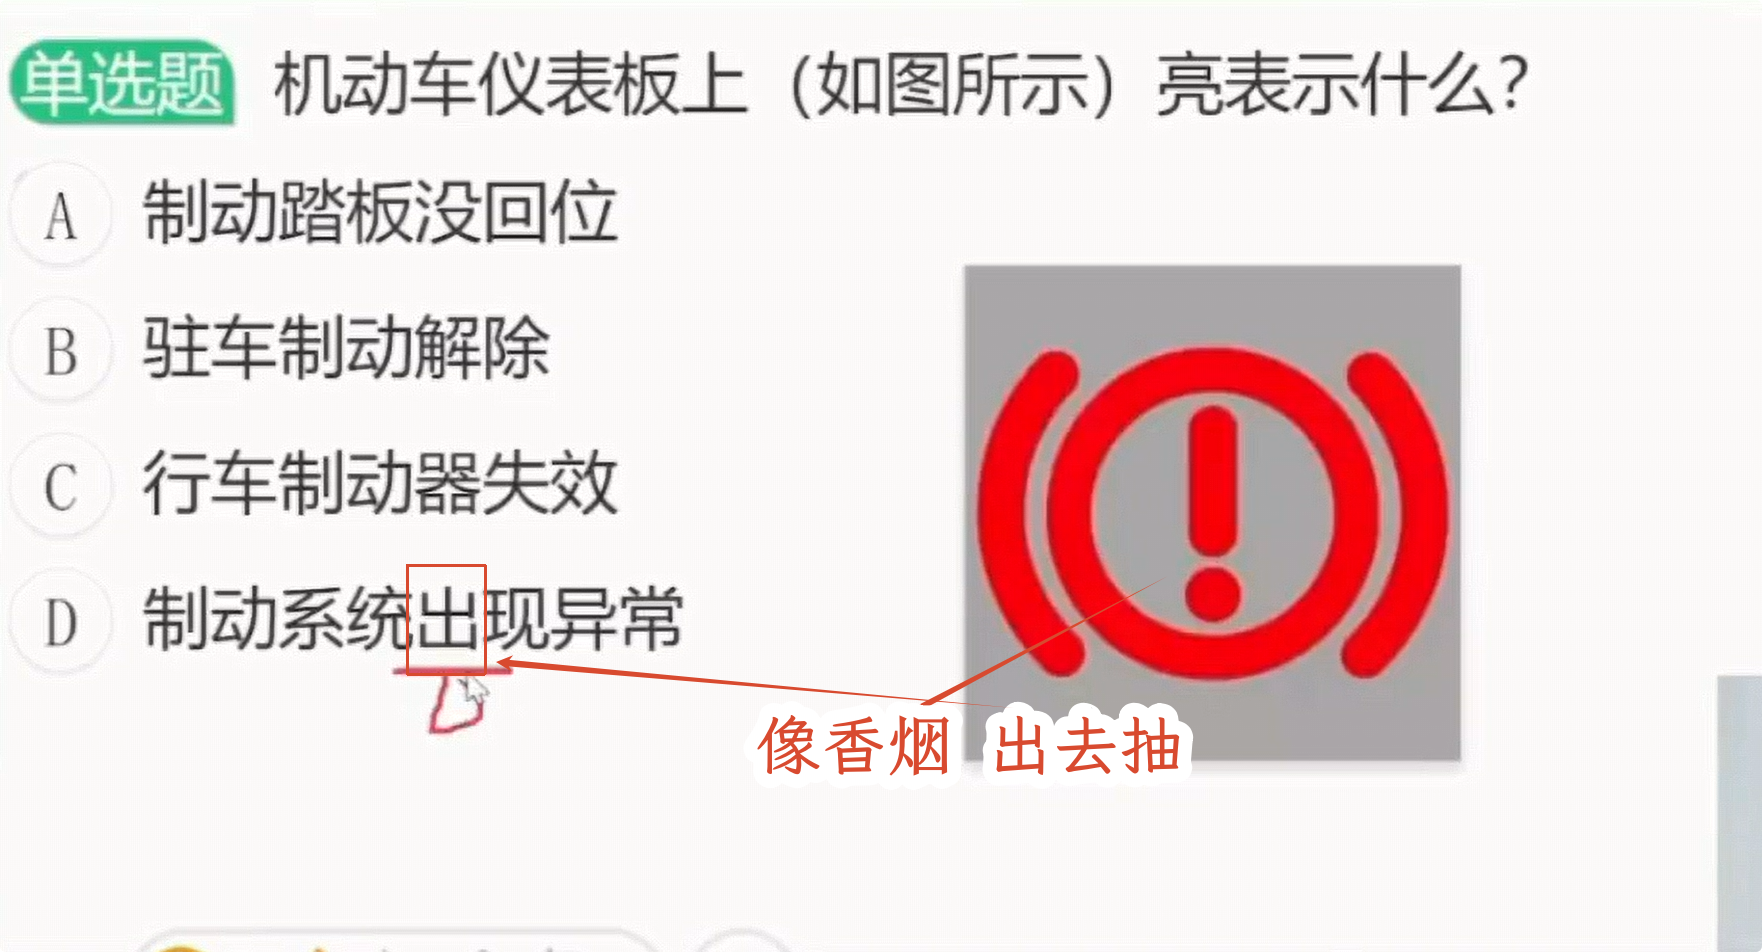 单选题 机动车仪表板上（如图所示）亮表示什么？
A 制动踏板没回位
B 驻车制动解除
C 行车制动器失效
D 制动系统出现异常
像香烟 出去抽